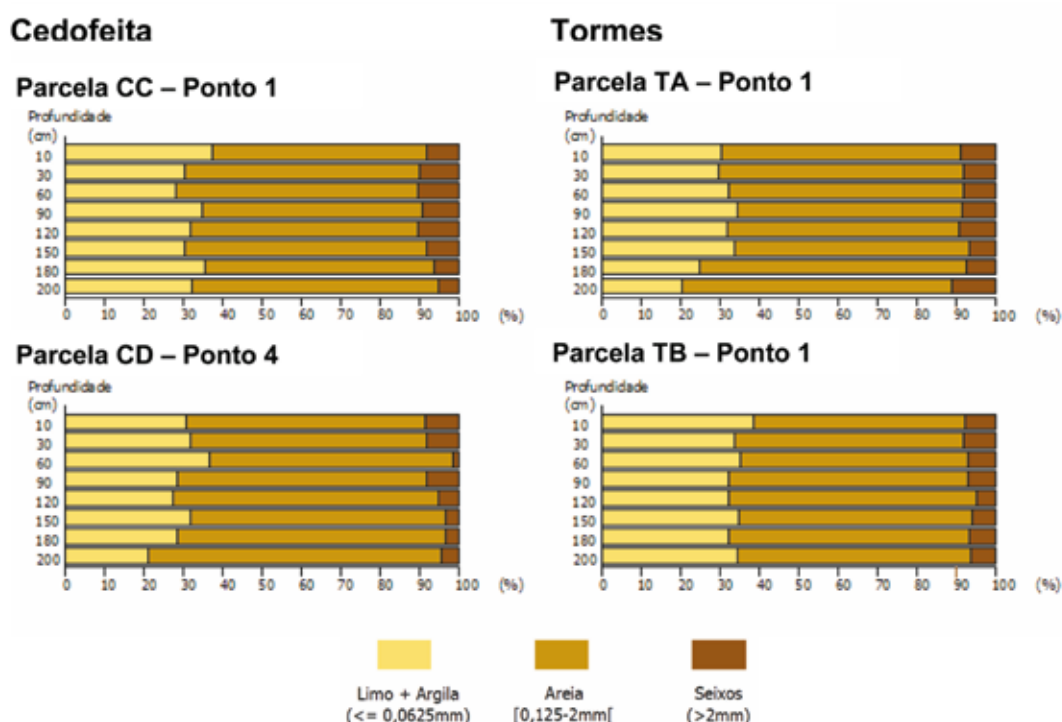 Cedofeita
Tormes
Parcela CC – Ponto 1
Profundidade
(cm)
10
30
60
90
120
150
180
200
0 10 20 30 40 50 60 70 80 90 100 (%)
Parcela TA – Ponto 1
Profundidade
(cm)
10
30
60
90
120
150
180
200
0 10 20 30 40 50 60 70 80 90 100 (%)
Parcela CD – Ponto 4
Profundidade
(cm)
10
30
60
90
120
150
180
200
0 10 20 30 40 50 60 70 80 90 100 (%)
Parcela TB – Ponto 1
Profundidade
(cm)
10
30
60
90
120
150
180
200
0 10 20 30 40 50 60 70 80 90 100 (%)
Limo + Argila
(<= 0,0625mm)
Areia
[0,125-2mm[
Seixos
(>2mm)